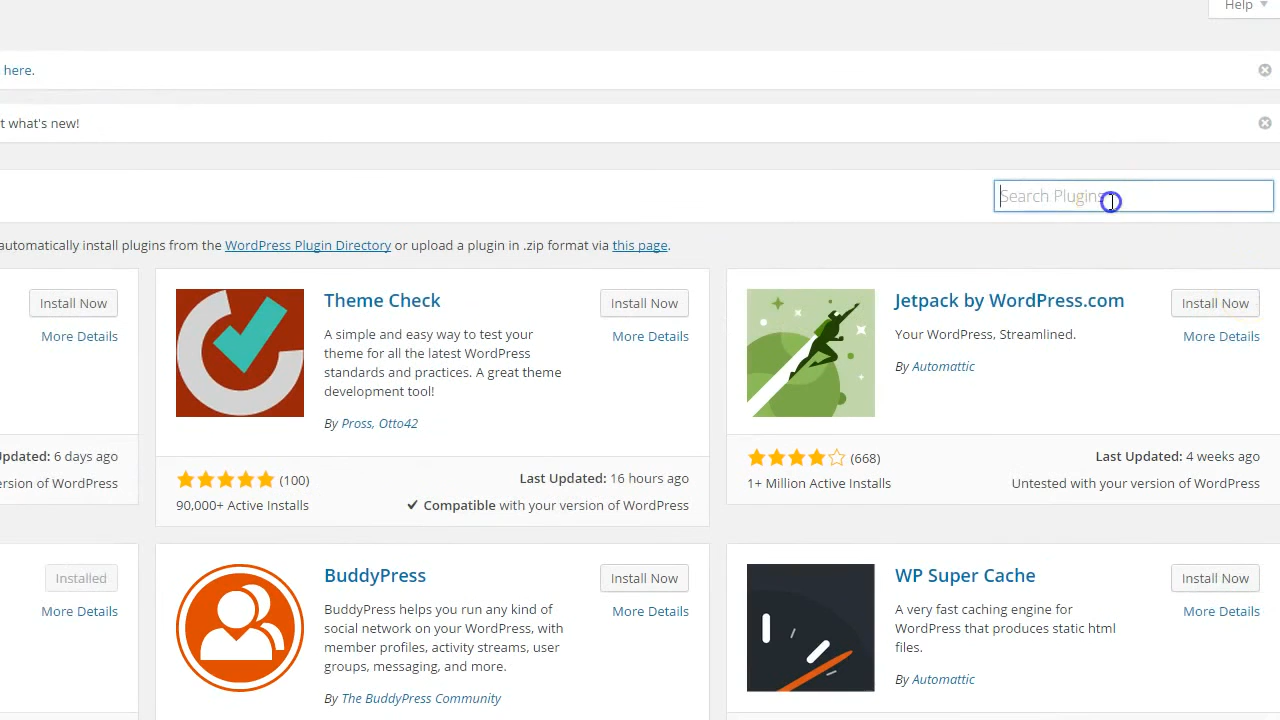 Help
here.
t what's new!
Search Plugins
automatically install plugins from the WordPress Plugin Directory or upload a plugin in .zip format via this page.
Install Now
More Details
pdated: 6 days ago
ersion of WordPress
Theme Check
Install Now
More Details
A simple and easy way to test your
theme for all the latest WordPress
standards and practices. A great theme
development tool!
By Pross, Otto42
(100)
Last Updated: 16 hours ago
90,000+ Active Installs
Compatible with your version of WordPress
Jetpack by WordPress.com
Install Now
More Details
Your WordPress, Streamlined.
By Automattic
(668)
Last Updated: 4 weeks ago
1+ Million Active Installs
Untested with your version of WordPress
Installed
More Details
BuddyPress
Install Now
More Details
BuddyPress helps you run any kind of
social network on your WordPress, with
member profiles, activity streams, user
groups, messaging, and more.
By The BuddyPress Community
WP Super Cache
Install Now
More Details
A very fast caching engine for
WordPress that produces static html
files.
By Automattic